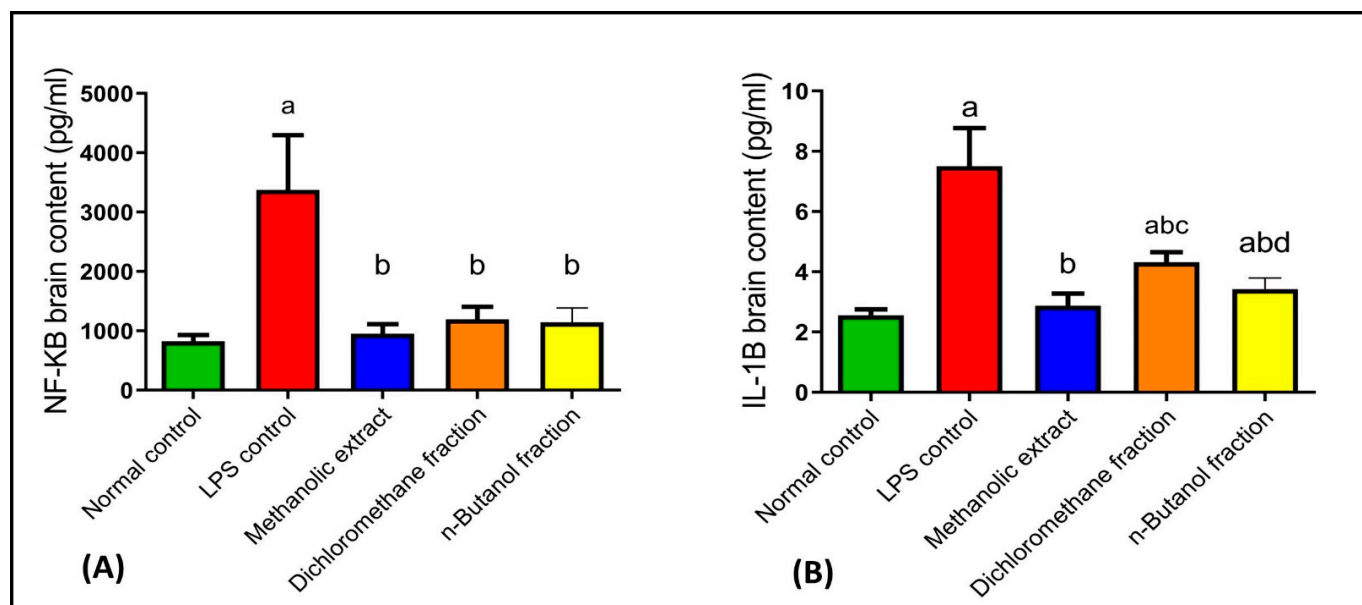 NF-KB brain content (pg/ml)
5000
4000
3000
2000
1000
0
a
b
b
b
Normal control
LPS control
Methanolic extract
Dichloromethane fraction
n-Butanol fraction
(A)
IL-1B brain content (pg/ml)
10
8
6
4
2
0
a
b
abc
abd
Normal control
LPS control
Methanolic extract
Dichloromethane fraction
n-Butanol fraction
(B)